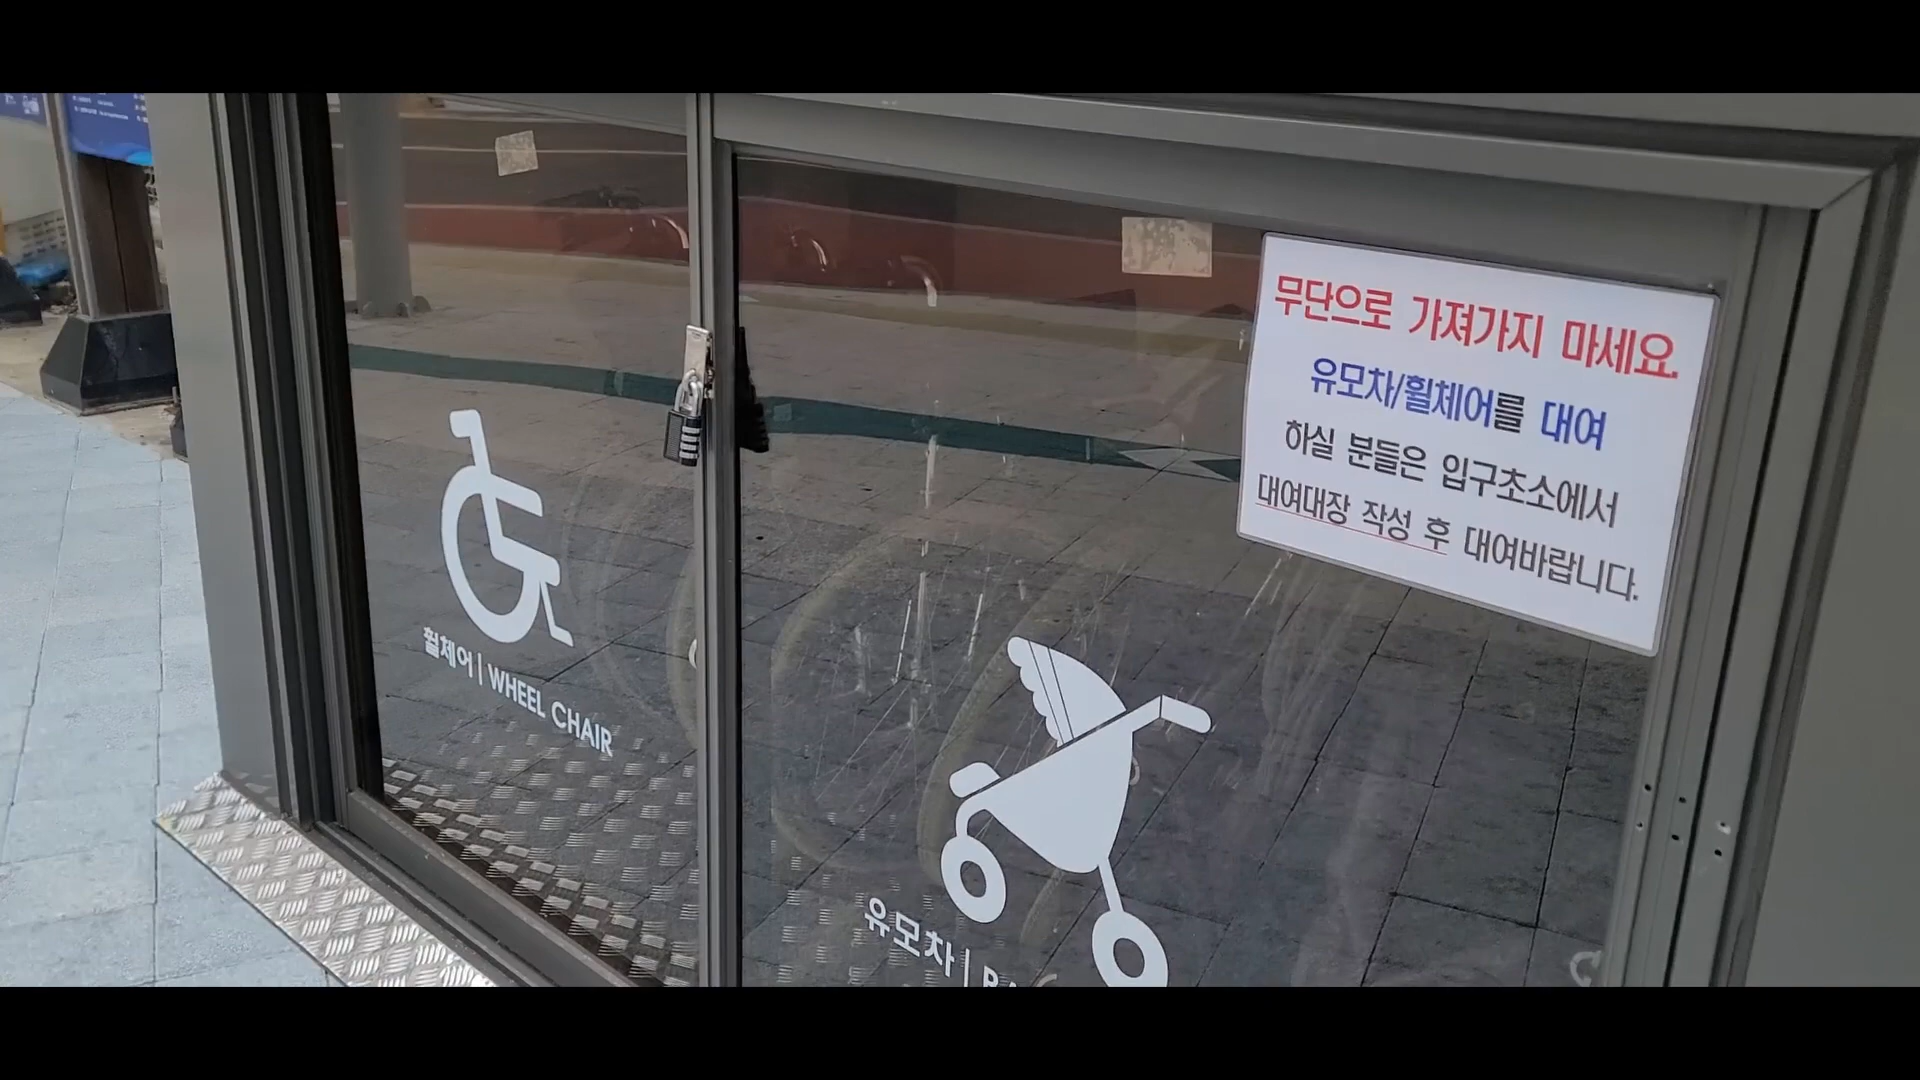 무단으로 가져가지 마세요.
유모차/휠체어를 대여
하실 분들은 입구초소에서
대여대장 작성 후 대여바랍니다.
휠체어 | WHEEL CHAIR
유모차 |